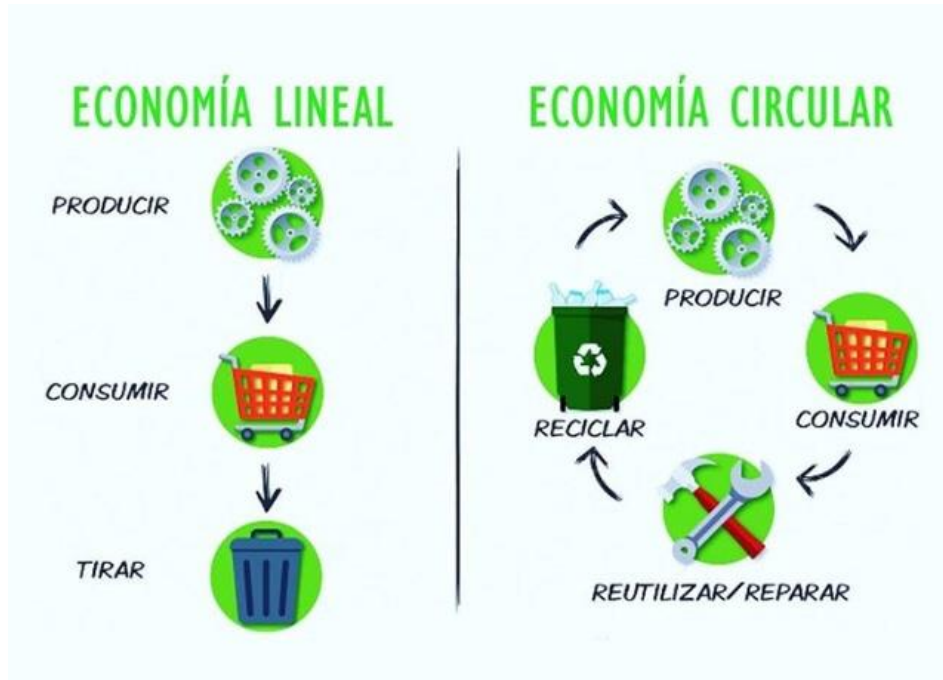 ECONOMÍA LINEAL
PRODUCIR
CONSUMIR
TIRAR
ECONOMÍA CIRCULAR
PRODUCIR
CONSUMIR
REUTILIZAR/REPARAR
RECICLAR